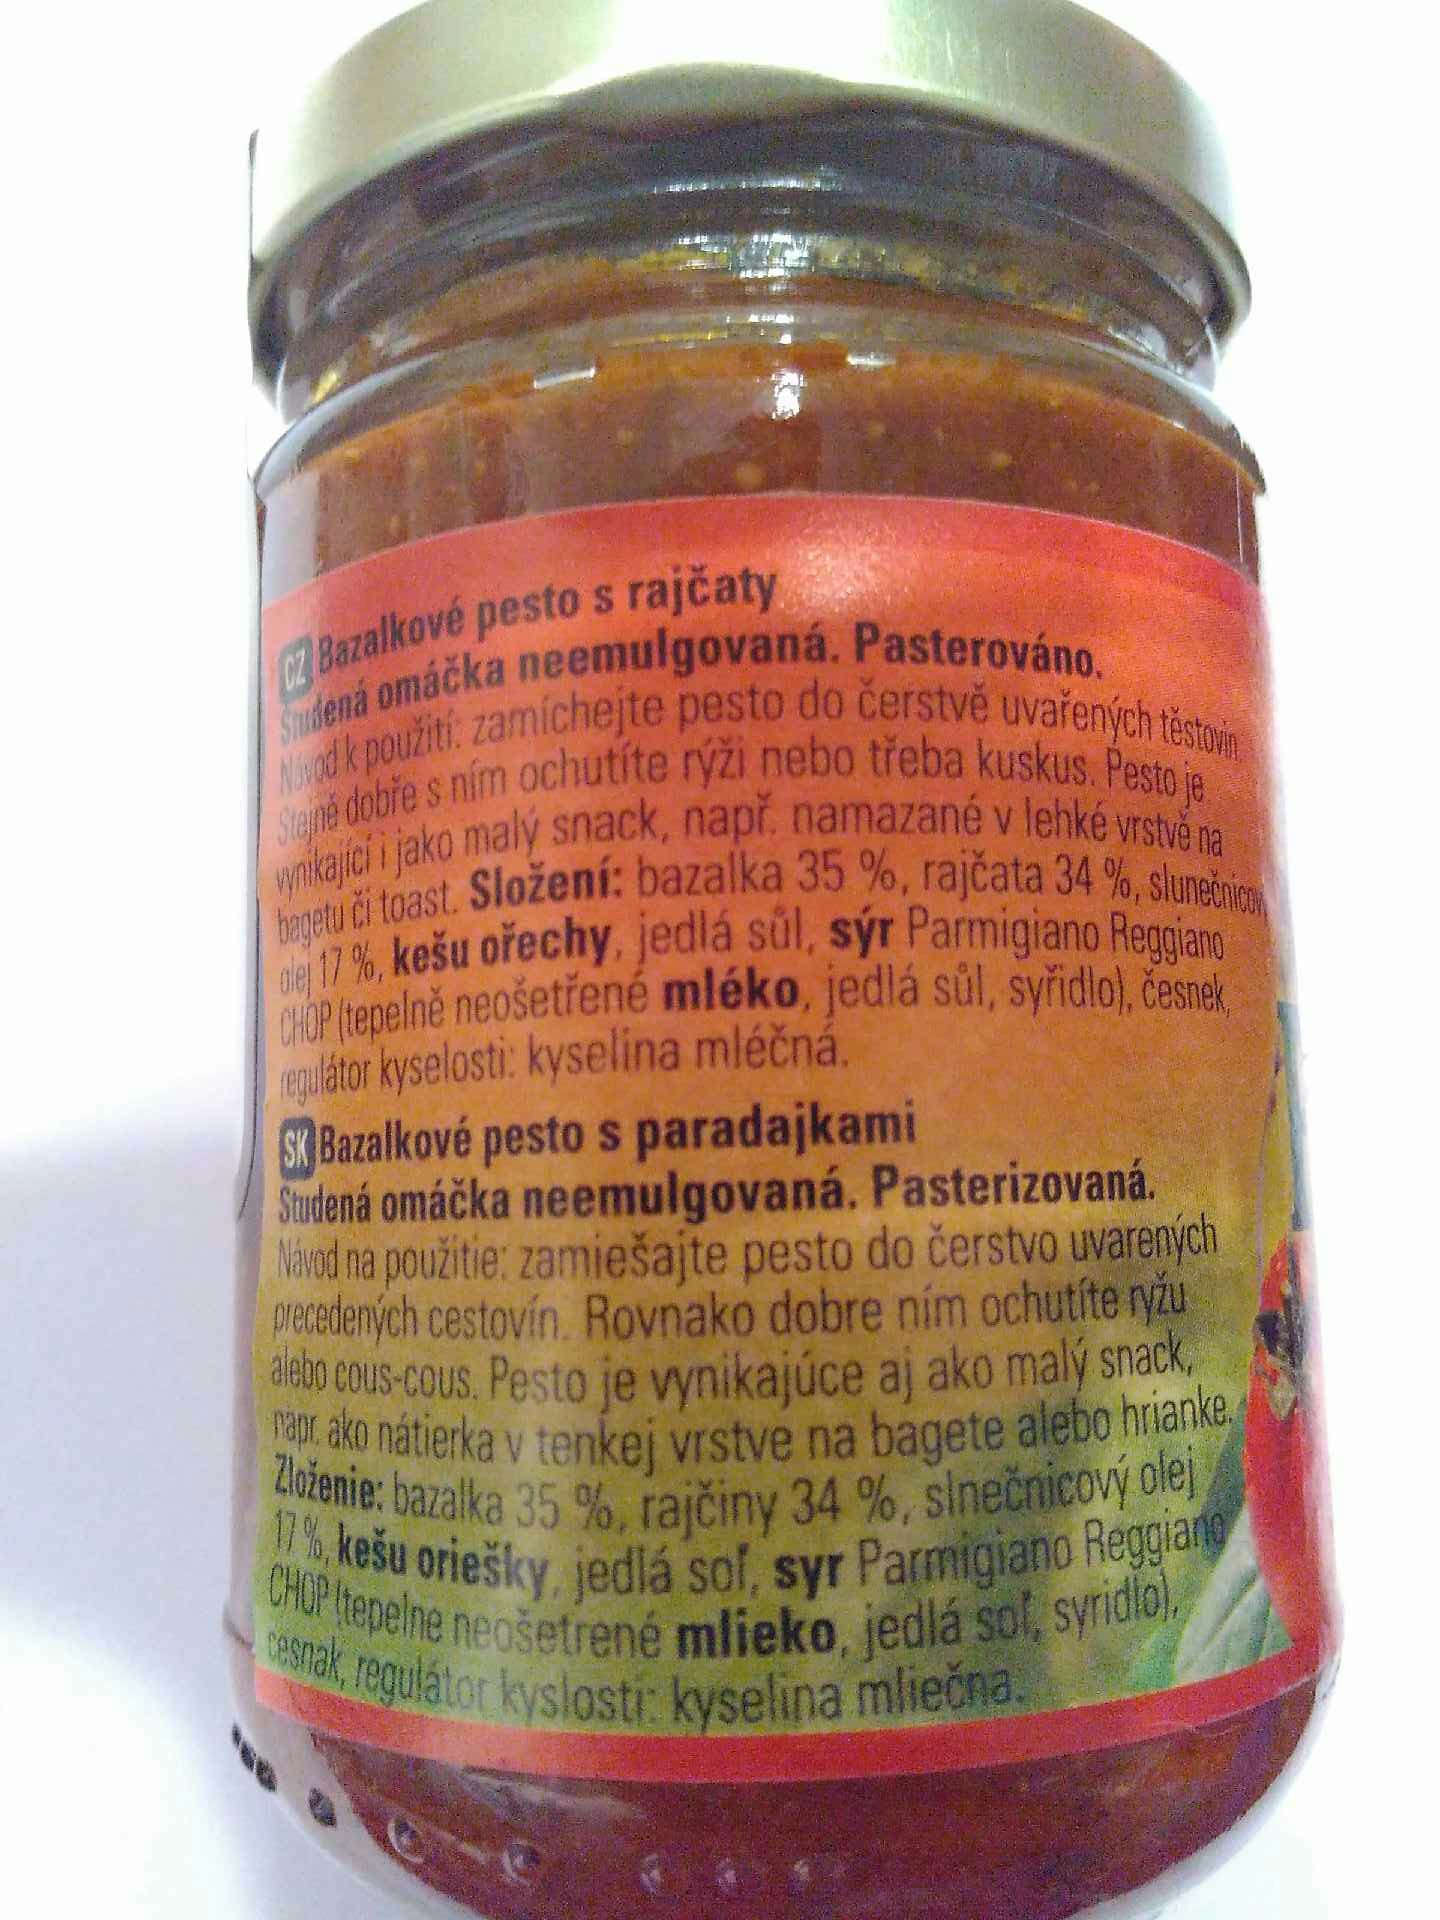 CZ Bazalkové pesto s rajčaty
Studená omáčka neemulgovaná. Pasterováno.
Návod k použití: zamíchejte pesto do čerstvě uvařených těstovin.
Stejně dobře s ním ochutíte rýži nebo třeba kuskus. Pesto je
vynikající i jako malý snack, např. namazané v lehké vrstvě na
bagetu či toast. Složení: bazalka 35 %, rajčata 34 %, slunečnicový
olej 17 %, kešu ořechy, jedlá sůl, sýr Parmigiano Reggiano
CHOP (tepelně neošetřené mléko, jedlá sůl, syřidlo), česnek,
regulátor kyselosti: kyselina mléčná.
SK Bazalkové pesto s paradajkami
Studená omáčka neemulgovaná. Pasterizovaná.
Návod na použitie: zamiešajte pesto do čerstvo uvarených
precedených cestovín. Rovnako dobre ním ochutíte ryžu
alebo cous-cous. Pesto je vynikajúce aj ako malý snack,
napr. ako nátierka v tenkej vrstve na bagete alebo hrianke.
Zloženie: bazalka 35 %, rajčiny 34 %, slnečnicový olej
17 %, kešu oriešky, jedlá soľ, syr Parmigiano Reggiano
CHOP (tepelne neošetrené mlieko, jedlá soľ, syridlo),
cesnak, regulátor kyslosti: kyselina mliečna.